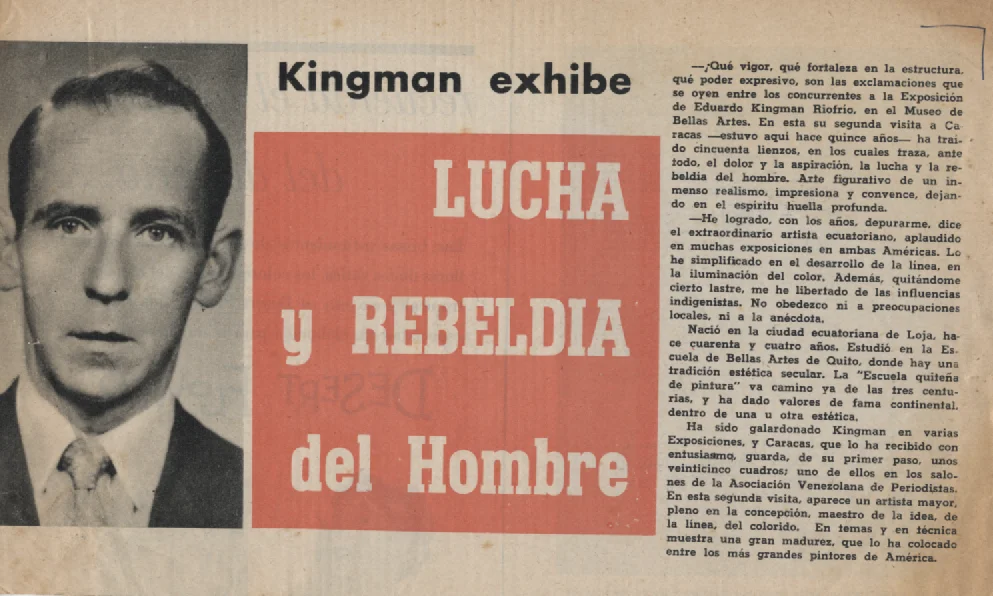 Kingman exhibe
LUCHA
y REBELDIA
del Hombre
—¡Qué vigor, qué fortaleza en la estructura,
qué poder expresivo, son las exclamaciones que
se oyen entre los concurrentes a la Exposición
de Eduardo Kingman Riofrío, en el Museo de
Bellas Artes. En esta su segunda visita a Ca-
racas —estuvo aquí hace quince años— ha traí-
do cincuenta lienzos, en los cuales traza, ante
todo, el dolor y la aspiración, la lucha y la re-
beldía del hombre. Arte figurativo de un in-
menso realismo, impresiona y convence, dejan-
do en el espíritu huella profunda.
—He logrado, con los años, depurarme, dice
el extraordinario artista ecuatoriano, aplaudido
en muchas exposiciones en ambas Américas. Lo
he simplificado en el desarrollo de la línea, en
la iluminación del color. Además, quitándome
cierto lastre, me he libertado de las influencias
indigenistas. No obedezco ni a preocupaciones
locales, ni a la anécdota.
Nació en la ciudad ecuatoriana de Loja, ha-
ce cuarenta y cuatro años. Estudió en la Es-
cuela de Bellas Artes de Quito, donde hay una
tradición estética secular. La "Escuela quiteña
de pintura" va camino ya de las tres centu-
rias, y ha dado valores de fama continental,
dentro de una u otra estética.
Ha sido galardonado Kingman en varias
Exposiciones, y Caracas, que lo ha recibido con
entusiasmo, guarda, de su primer paso, unos
veinticinco cuadros; uno de ellos en los salo-
nes de la Asociación Venezolana de Periodistas.
En esta segunda visita, aparece un artista mayor,
pleno en la concepción, maestro de la idea, de
la línea, del colorido. En temas y en técnica
muestra una gran madurez, que lo ha colocado
entre los más grandes pintores de América.